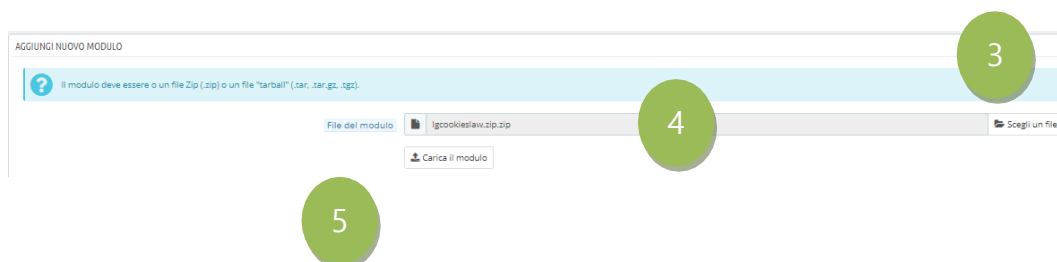 3
AGGIUNGI NUOVO MODULO
Il modulo deve essere o un file Zip (.zip) o un file "tarball" (.tar, .tar.gz, .tgz).
4
File del modulo lgcookieslaw.zip.zip Scegli un file
Carica il modulo
5